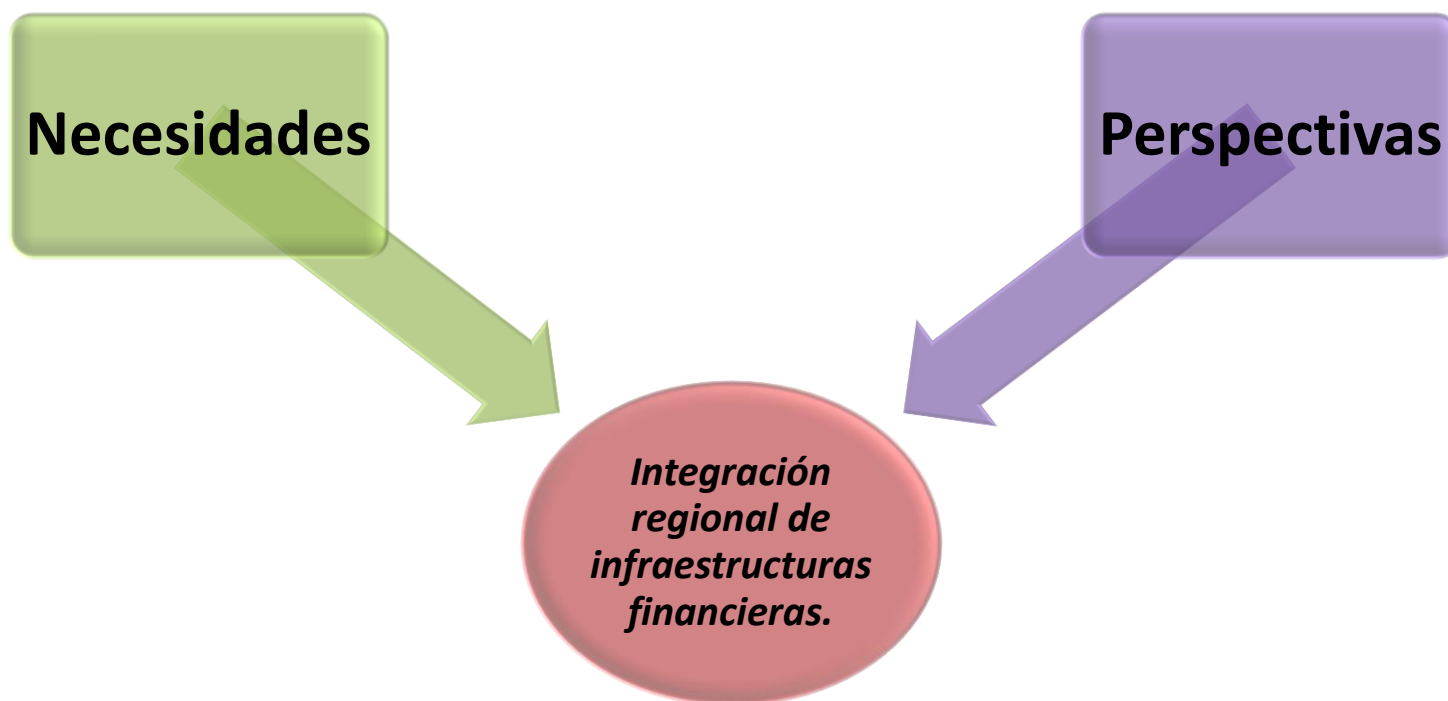 Necesidades
Perspectivas
Integración
regional de
infraestructuras
financieras.